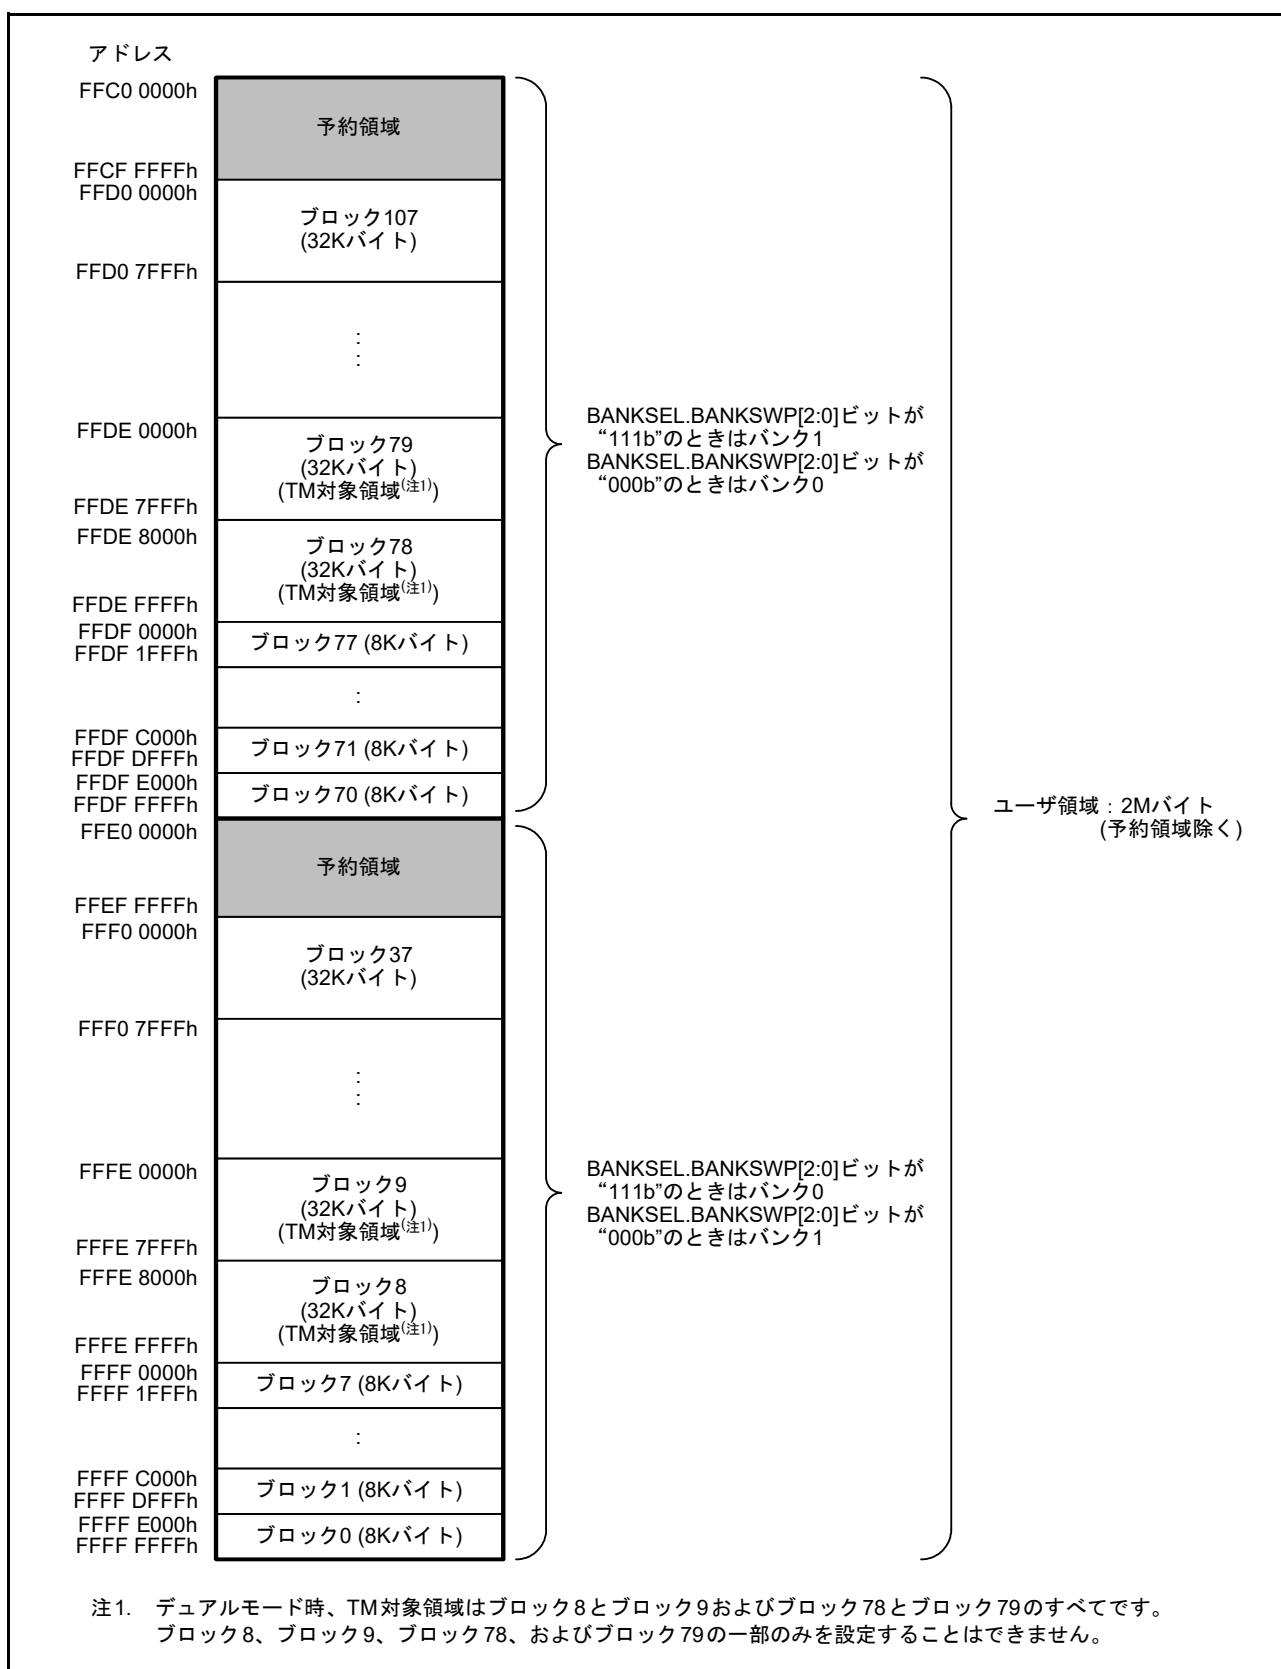 アドレス
FFC0 0000h
予約領域
FFCF FFFFh
FFD0 0000h
ブロック107
(32Kバイト)
FFD0 7FFFh
:
:
FFDE 0000h
ブロック79
(32Kバイト)
(TM対象領域(注1))
FFDE 7FFFh
FFDE 8000h
ブロック78
(32Kバイト)
(TM対象領域(注1))
FFDE FFFFh
FFDF 0000h
FFDF 1FFFh
ブロック77 (8Kバイト)
:
FFDF C000h
FFDF DFFFh
ブロック71 (8Kバイト)
FFDF E000h
FFDF FFFFh
ブロック70 (8Kバイト)
BANKSEL.BANKSWP[2:0]ビットが
“111b”のときはバンク1
BANKSEL.BANKSWP[2:0]ビットが
“000b”のときはバンク0
FFE0 0000h
予約領域
FFEF FFFFh
FFF0 0000h
ブロック37
(32Kバイト)
FFF0 7FFFh
:
:
FFFE 0000h
ブロック9
(32Kバイト)
(TM対象領域(注1))
FFFE 7FFFh
FFFE 8000h
ブロック8
(32Kバイト)
(TM対象領域(注1))
FFFE FFFFh
FFFF 0000h
FFFF 1FFFh
ブロック7 (8Kバイト)
:
FFFF C000h
FFFF DFFFh
ブロック1 (8Kバイト)
FFFF E000h
FFFF FFFFh
ブロック0 (8Kバイト)
BANKSEL.BANKSWP[2:0]ビットが
“111b”のときはバンク0
BANKSEL.BANKSWP[2:0]ビットが
“000b”のときはバンク1
ユーザ領域：2Mバイト
(予約領域除く)
注1. デュアルモード時、TM対象領域はブロック8とブロック9およびブロック78とブロック79のすべてです。
ブロック8、ブロック9、ブロック78、およびブロック79の一部のみを設定することはできません。